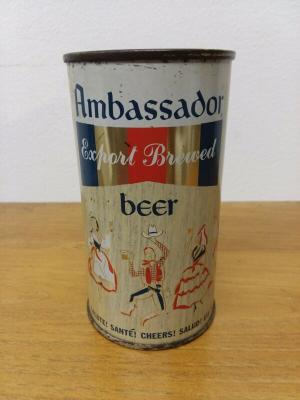 Ambassador
Export Brewed
beer
SANTÉ! CHEERS! SALUD!